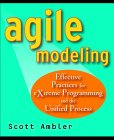 agile
modeling
Effective
Practices for
eXtreme Programming
and the
Unified Process
Scott Ambler